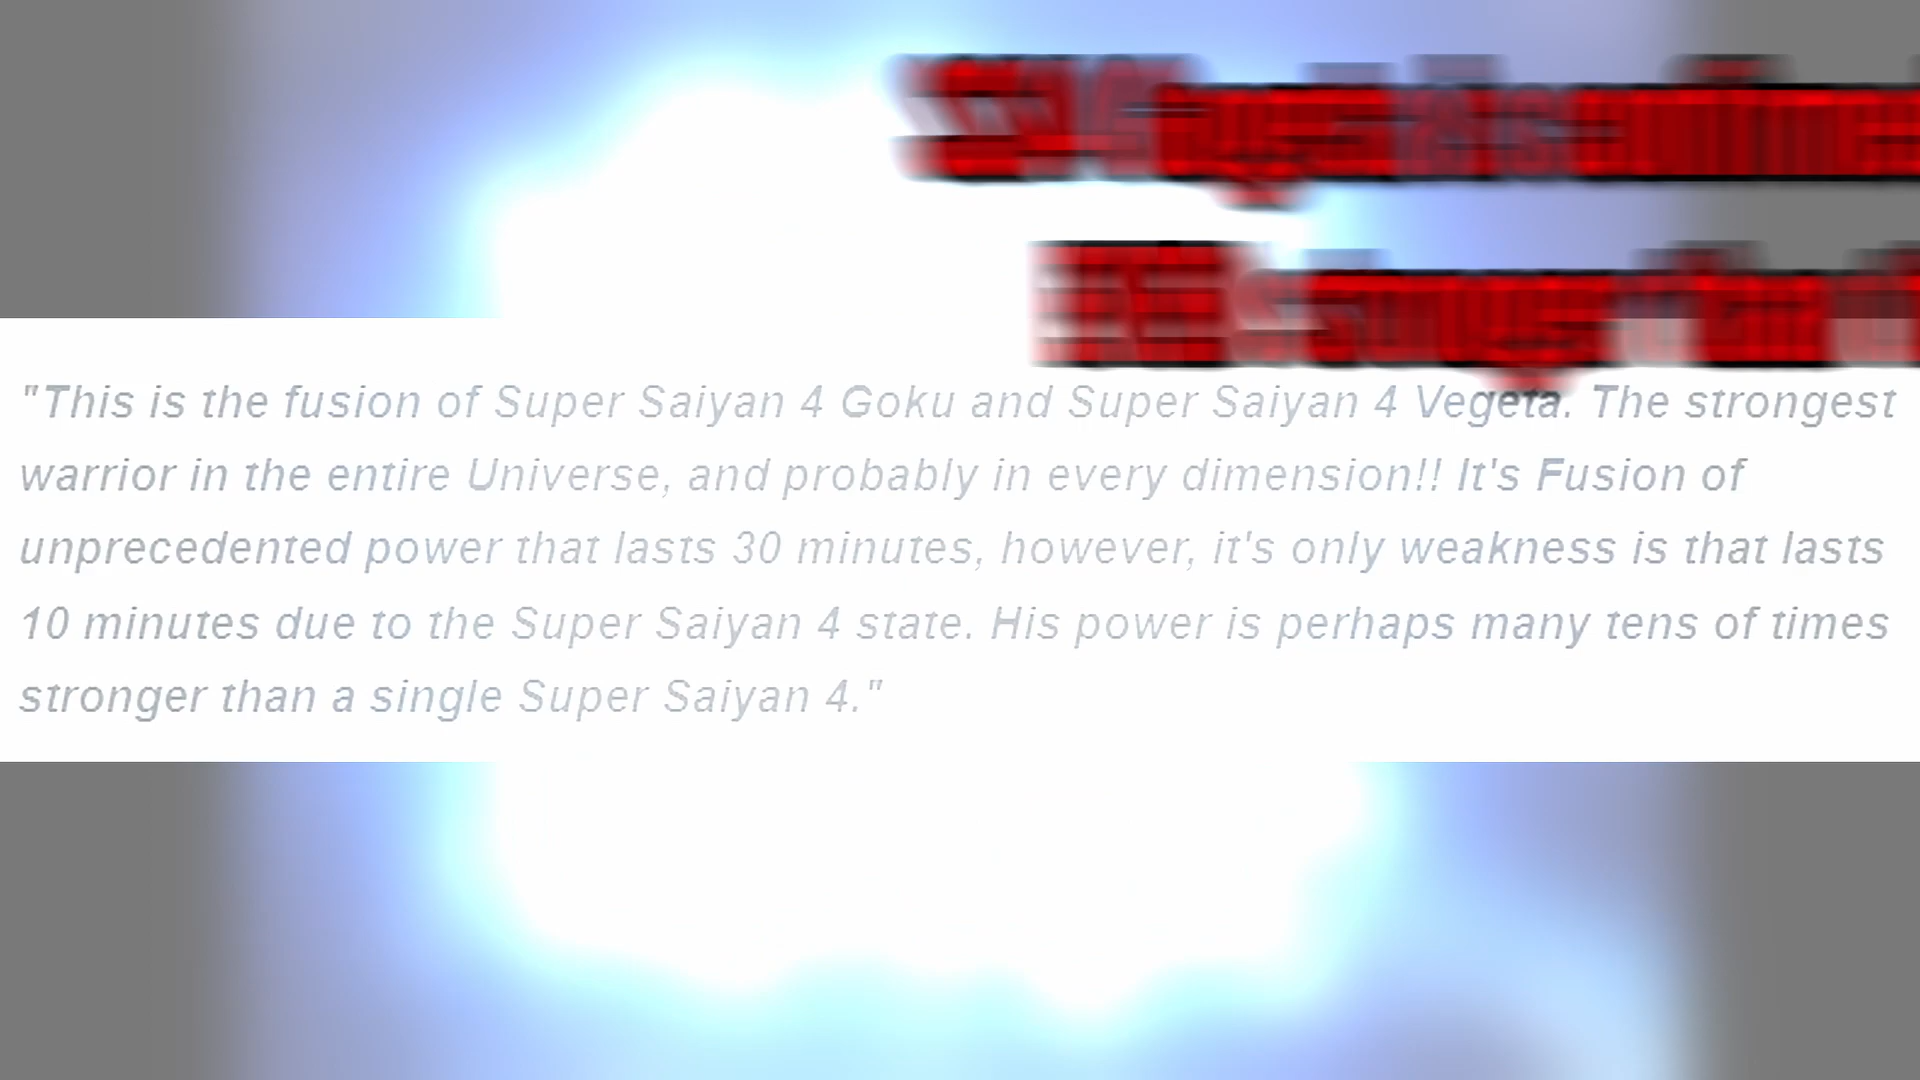 "This is the fusion of Super Saiyan 4 Goku and Super Saiyan 4 Vegeta. The strongest
warrior in the entire Universe, and probably in every dimension!! It's Fusion of
unprecedented power that lasts 30 minutes, however, it's only weakness is that lasts
10 minutes due to the Super Saiyan 4 state. His power is perhaps many tens of times
stronger than a single Super Saiyan 4."